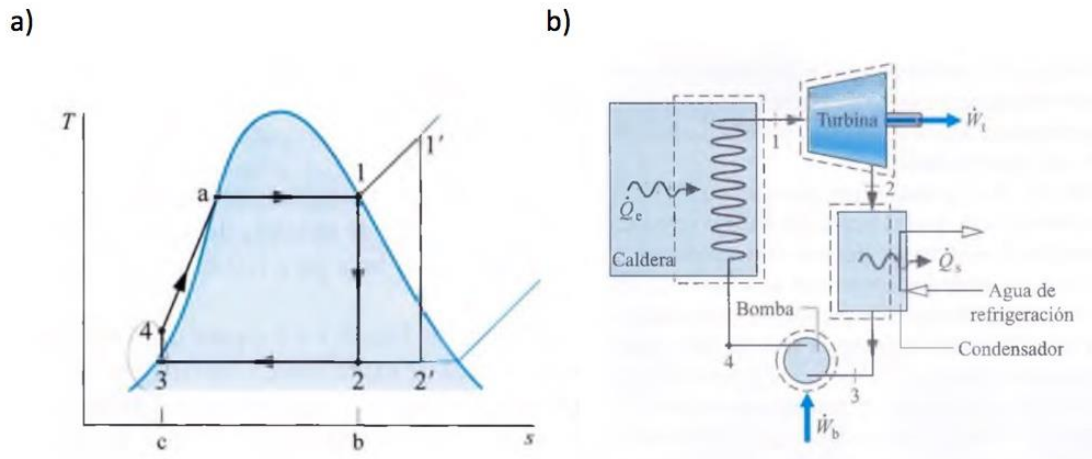 a)
b)
T
1'
1
a
4
3
2
2'
c
b
s
Turbina
Ẇt
1
2
Q̇e
Caldera
Q̇s
Agua de
refrigeración
Bomba
Condensador
4
3
Ẇb